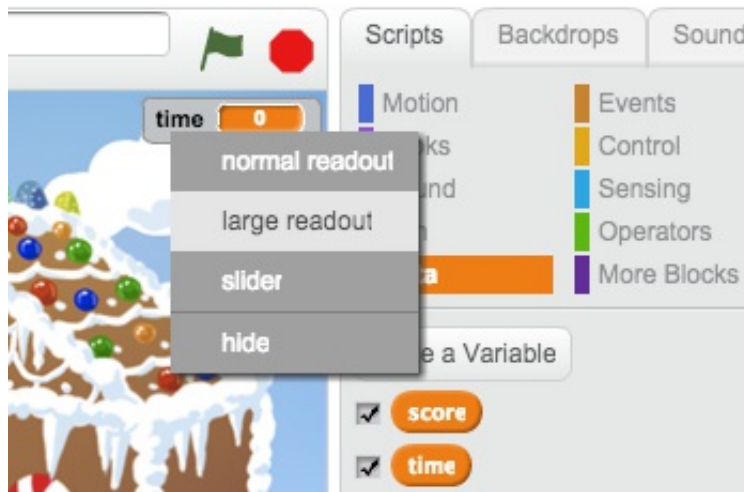 Scripts Backdrops Sound
time 0
Motion Events
normal readout
Control
large readout
Sensing
Operators
slider
More Blocks
hide
a Variable
score
time